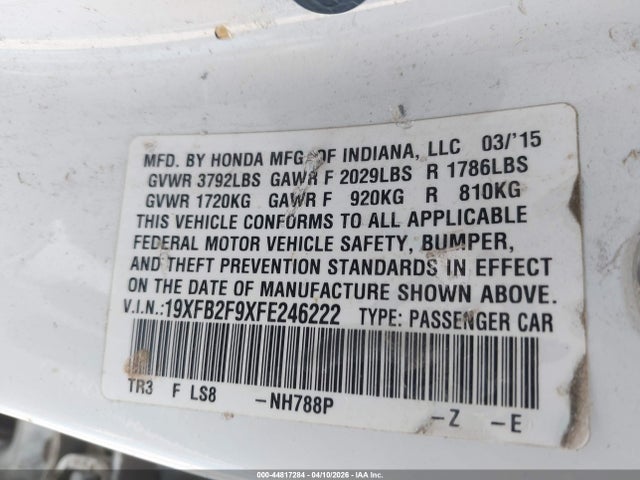 MFD. BY HONDA MFG. OF INDIANA, LLC 03/'15
GVWR 3792LBS GAWR F 2029LBS R 1786LBS
GVWR 1720KG GAWR F 920KG R 810KG
THIS VEHICLE CONFORMS TO ALL APPLICABLE
FEDERAL MOTOR VEHICLE SAFETY, BUMPER,
AND THEFT PREVENTION STANDARDS IN EFFECT
ON THE DATE OF MANUFACTURE SHOWN ABOVE.
V.I.N.:19XFB2F9XFE246222 TYPE: PASSENGER CAR
TR3 F LS8 -NH788P -Z -E
000-44817284 - 04/10/2026 - IAAI.COM